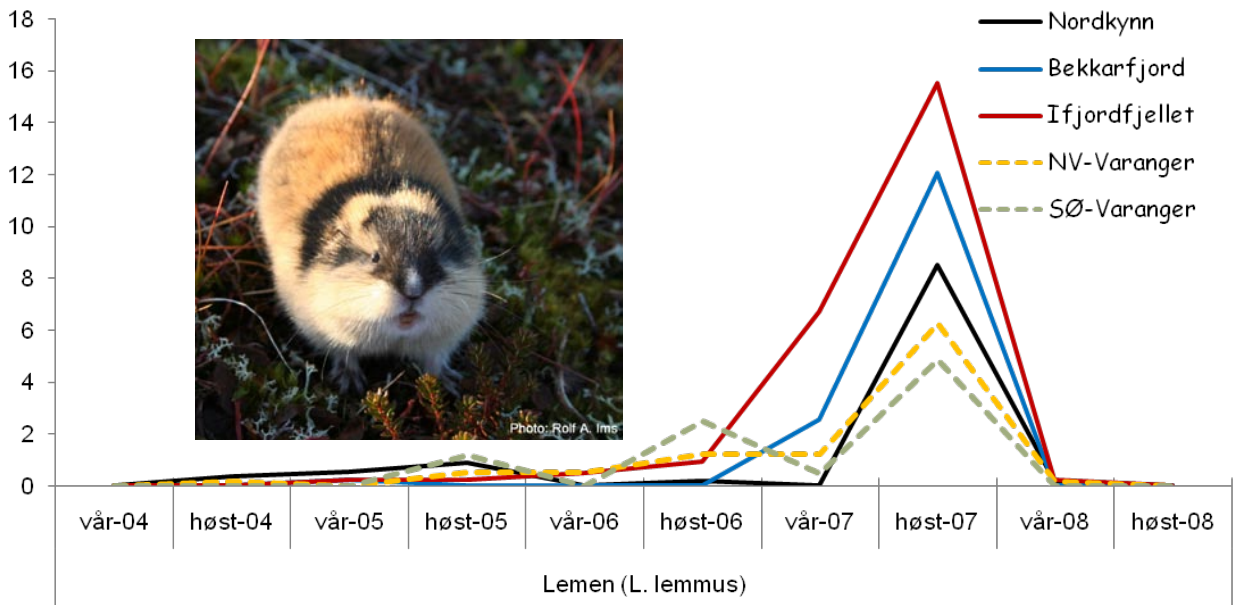 18
16
14
12
10
8
6
4
2
0
Nordkynn
Bekkarfjord
Ifjordfjellet
NV-Varanger
SØ-Varanger
Photo: Rolf A. Ims
vår-04 høst-04 vår-05 høst-05 vår-06 høst-06 vår-07 høst-07 vår-08 høst-08
Lemen (L. lemmus)